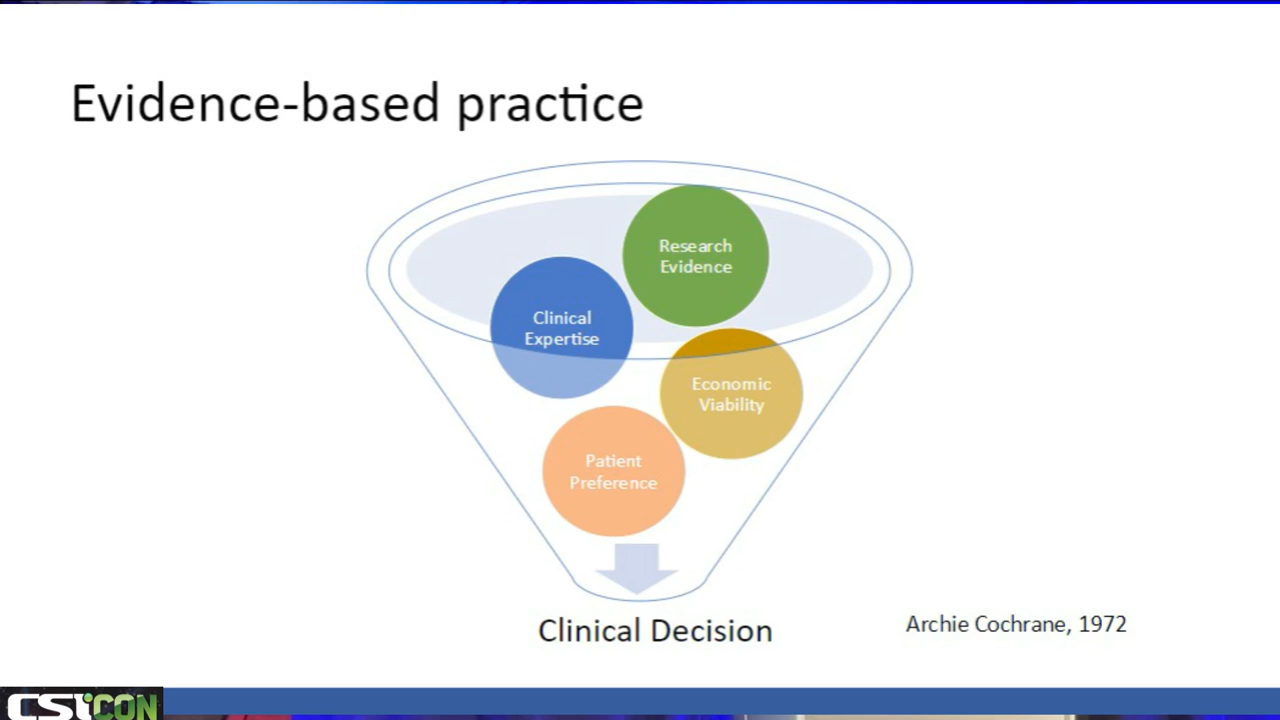 Evidence-based practice
Research
Evidence
Clinical
Expertise
Economic
Viability
Patient
Preference
Clinical Decision
Archie Cochrane, 1972
CSICON